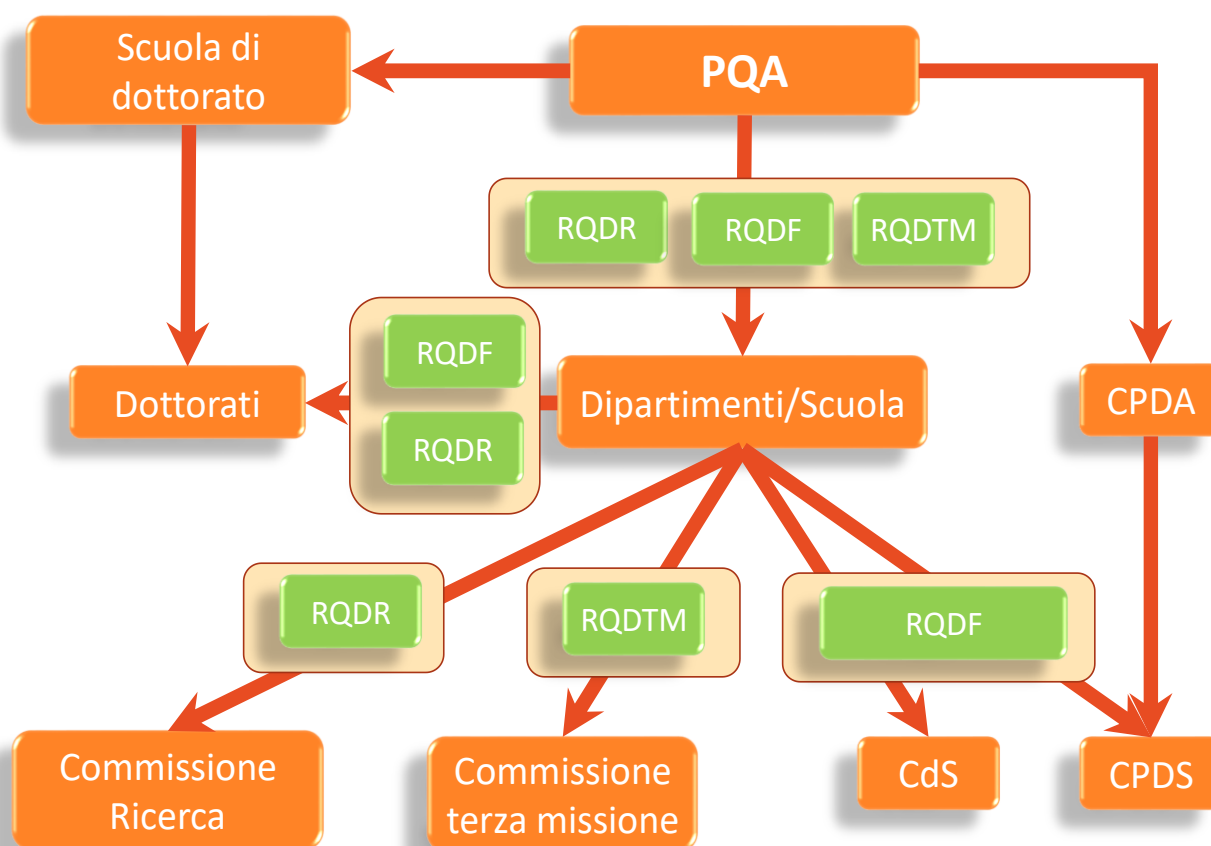 Scuola di
dottorato
PQA
RQDR
RQDF
RQDTM
RQDF
RQDR
Dottorati
Dipartimenti/Scuola
CPDA
RQDR
RQDTM
RQDF
Commissione
Ricerca
Commissione
terza missione
CdS
CPDS